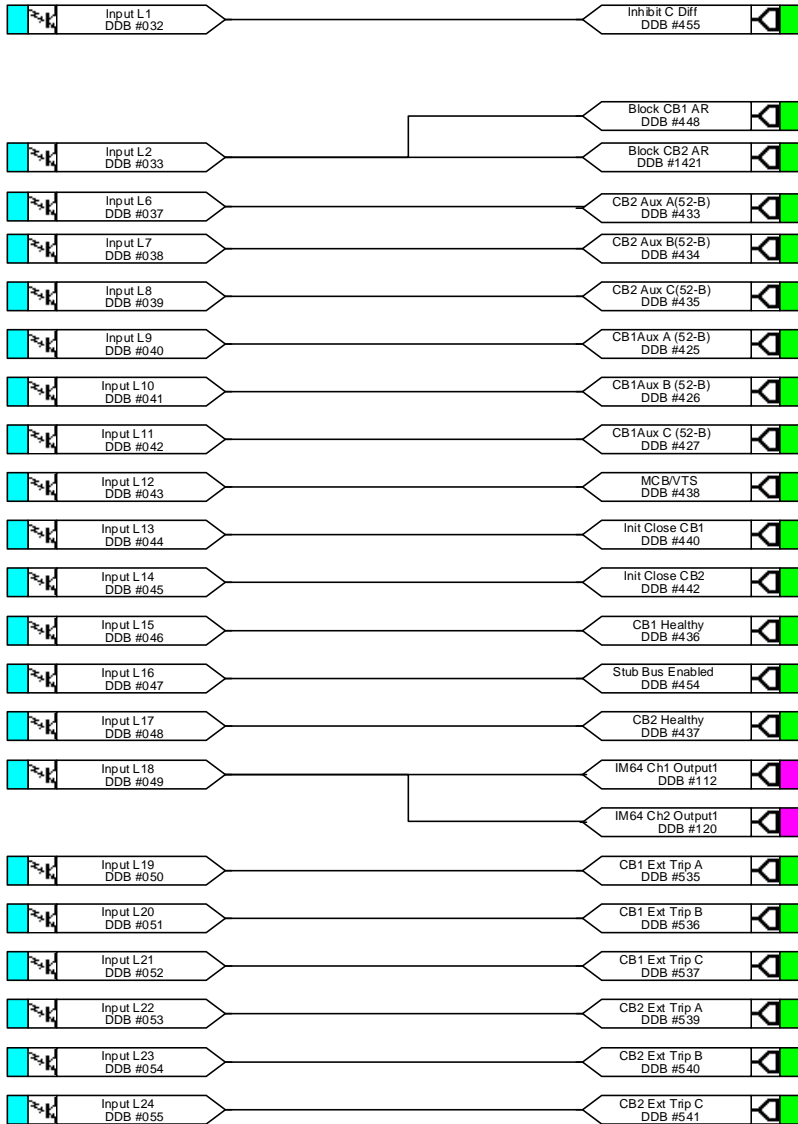 Input L1
DDB #032
Inhibit C Diff
DDB #455
Block CB1 AR
DDB #448
Input L2
DDB #033
Block CB2 AR
DDB #1421
Input L6
DDB #037
CB2 Aux A(52-B)
DDB #433
Input L7
DDB #038
CB2 Aux B(52-B)
DDB #434
Input L8
DDB #039
CB2 Aux C(52-B)
DDB #435
Input L9
DDB #040
CB1Aux A (52-B)
DDB #425
Input L10
DDB #041
CB1Aux B (52-B)
DDB #426
Input L11
DDB #042
CB1Aux C (52-B)
DDB #427
Input L12
DDB #043
MCB/VTS
DDB #438
Input L13
DDB #044
Init Close CB1
DDB #440
Input L14
DDB #045
Init Close CB2
DDB #442
Input L15
DDB #046
CB1 Healthy
DDB #436
Input L16
DDB #047
Stub Bus Enabled
DDB #454
Input L17
DDB #048
CB2 Healthy
DDB #437
Input L18
DDB #049
IM64 Ch1 Output1
DDB #112
IM64 Ch2 Output1
DDB #120
Input L19
DDB #050
CB1 Ext Trip A
DDB #535
Input L20
DDB #051
CB1 Ext Trip B
DDB #536
Input L21
DDB #052
CB1 Ext Trip C
DDB #537
Input L22
DDB #053
CB2 Ext Trip A
DDB #539
Input L23
DDB #054
CB2 Ext Trip B
DDB #540
Input L24
DDB #055
CB2 Ext Trip C
DDB #541